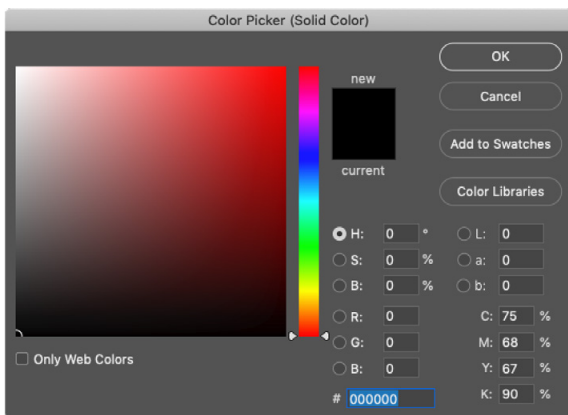 Color Picker (Solid Color)
new
current
OK
Cancel
Add to Swatches
Color Libraries
H: 0 °
S: 0 %
B: 0 %
R: 0
G: 0
B: 0
# 000000
L: 0
a: 0
b: 0
C: 75 %
M: 68 %
Y: 67 %
K: 90 %
Only Web Colors